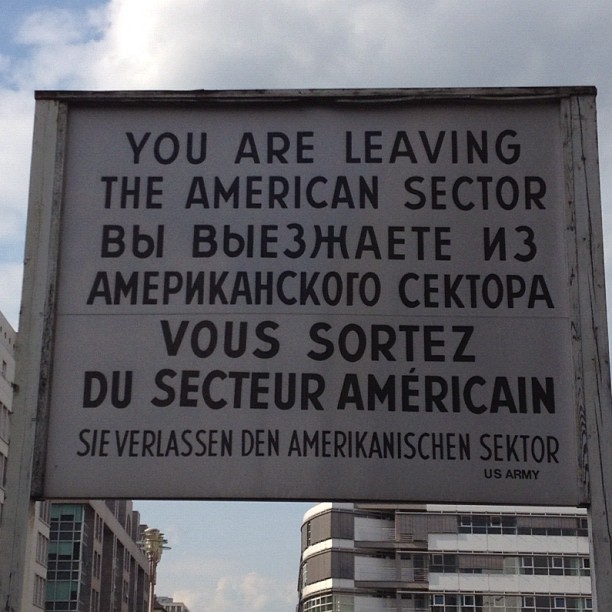 YOU ARE LEAVING
THE AMERICAN SECTOR
ВЫ ВЫЕЗЖАЕТЕ ИЗ
АМЕРИКАНСКОГО СЕКТОРА
VOUS SORTEZ
DU SECTEUR AMÉRICAIN
SIE VERLASSEN DEN AMERIKANISCHEN SEKTOR
US ARMY